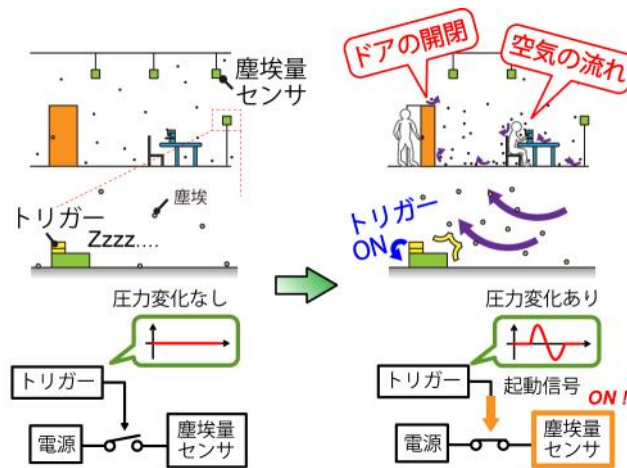 塵埃量
センサ
塵埃
トリガー
Zzzz....
圧力変化なし
トリガー
電源
塵埃量
センサ
ドアの開閉
空気の流れ
トリガー
ON
圧力変化あり
トリガー
起動信号
ON !
電源
塵埃量
センサ